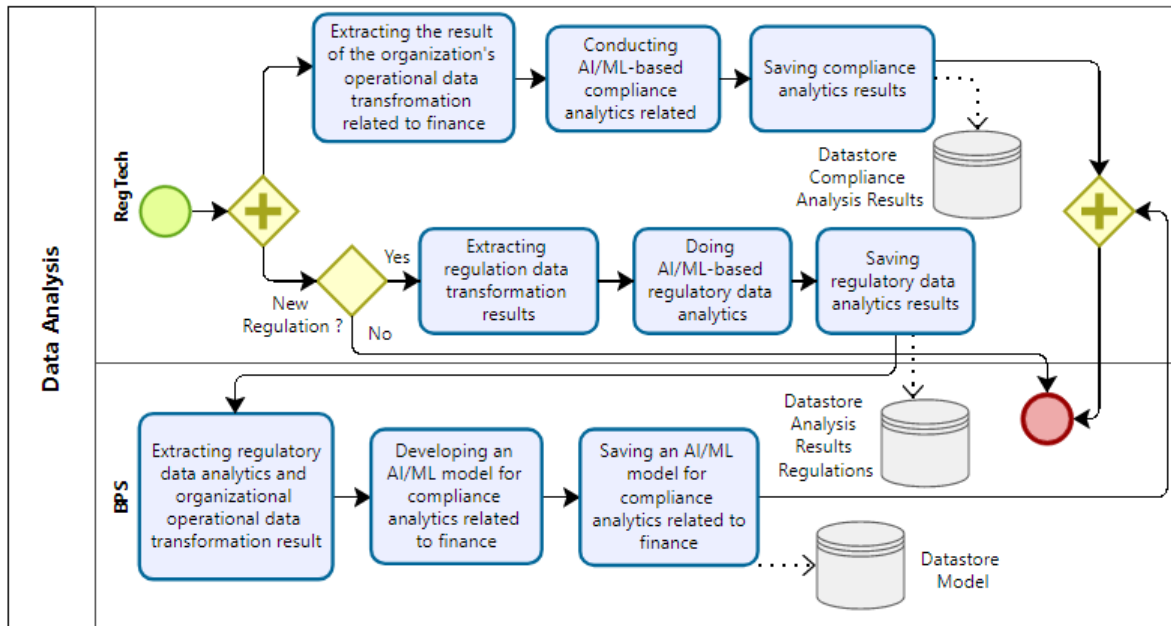 Data Analysis
RegTech
Extracting the result
of the organization's
operational data
transfromation
related to finance
Conducting
AI/ML-based
compliance
analytics related
Saving compliance
analytics results
Datastore
Compliance
Analysis Results
New
Regulation ?
Yes
No
Extracting
regulation data
transformation
results
Doing
AI/ML-based
regulatory data
analytics
Saving
regulatory data
analytics results
Datastore
Analysis
Results
Regulations
BPS
Extracting regulatory
data analytics and
organizational
operational data
transformation result
Developing an
AI/ML model for
compliance
analytics related
to finance
Saving an AI/ML
model for
compliance
analytics related to
finance
Datastore
Model